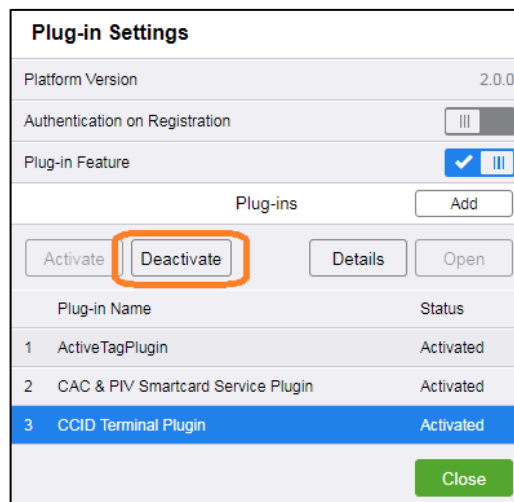 Plug-in Settings
Platform Version 2.0.0
Authentication on Registration
Plug-in Feature
Plug-ins Add
Activate Deactivate Details Open
Plug-in Name Status
1 ActiveTagPlugin Activated
2 CAC & PIV Smartcard Service Plugin Activated
3 CCID Terminal Plugin Activated
Close